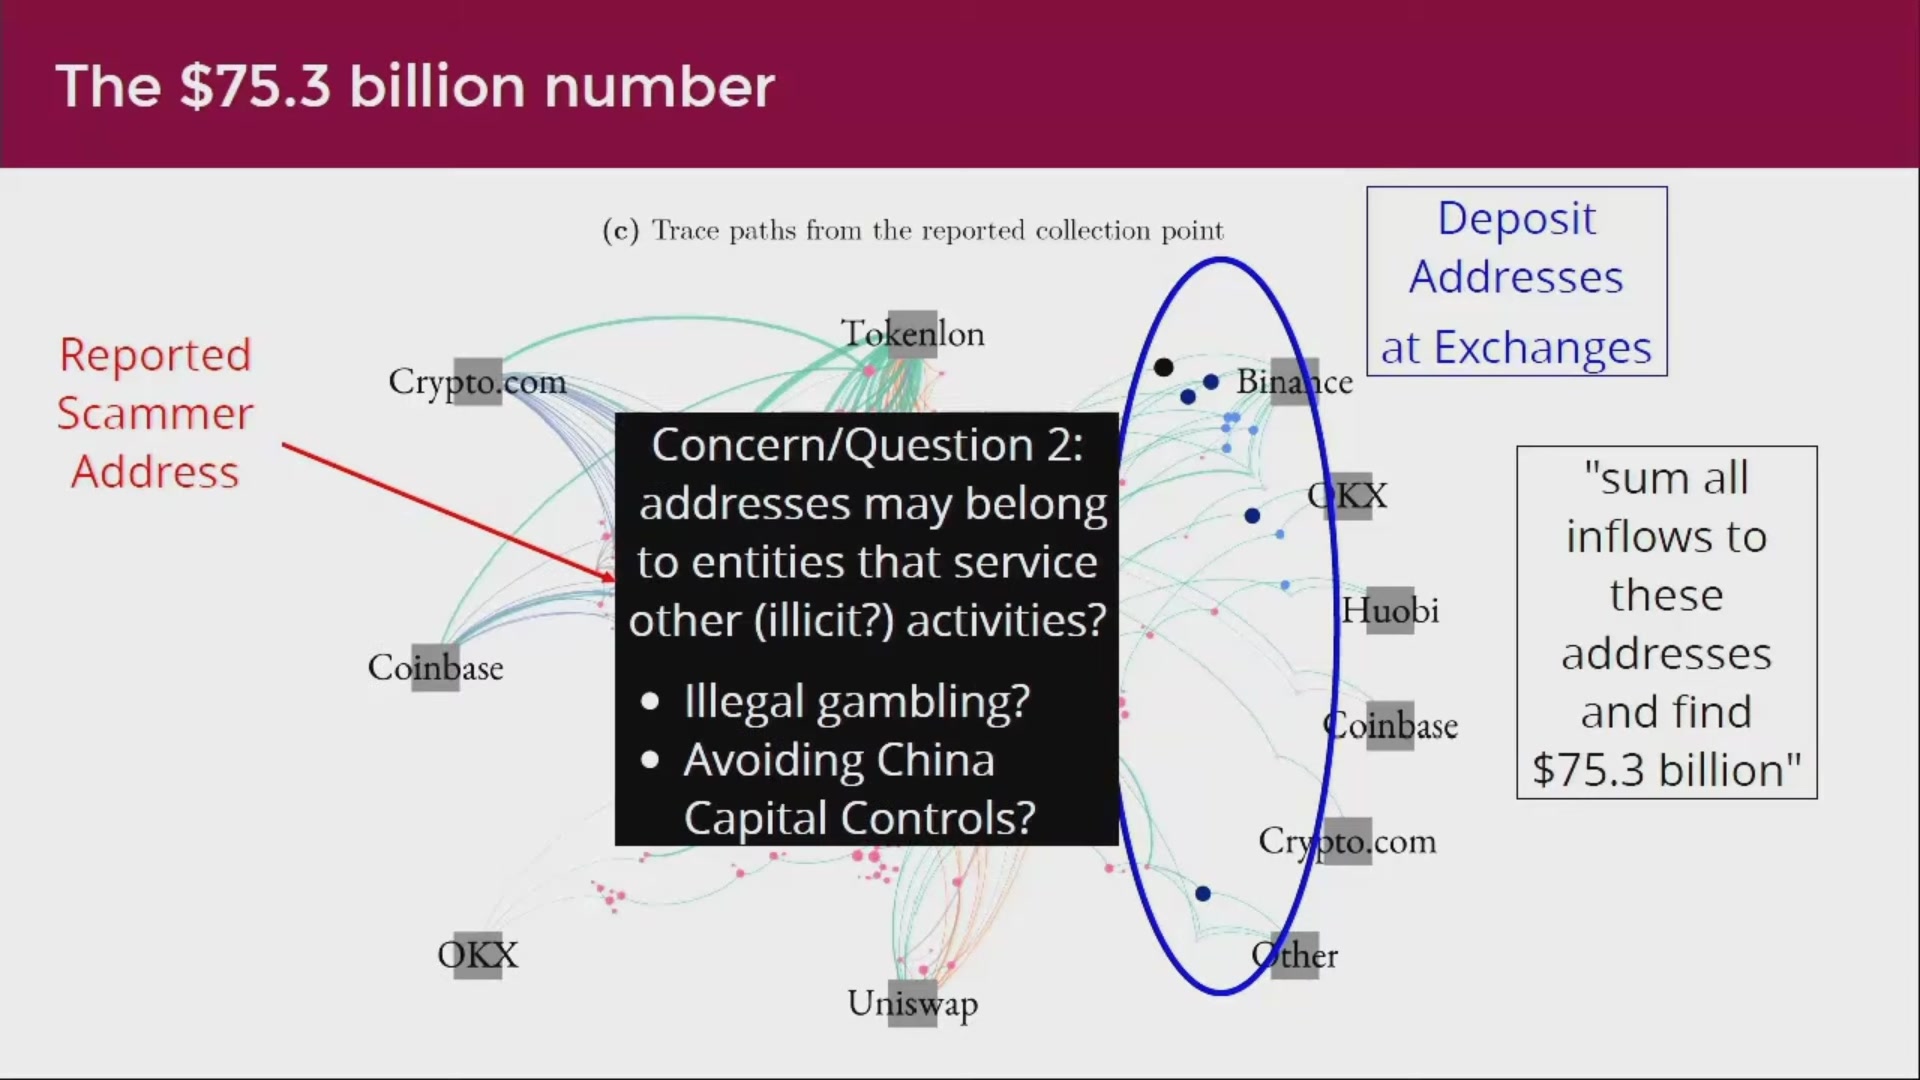 The $75.3 billion number
(c) Trace paths from the reported collection point
Deposit
Addresses
at Exchanges
Reported
Scammer
Address
Tokenlon
Crypto.com
Binance
Concern/Question 2:
addresses may belong
to entities that service
other (illicit?) activities?
• Illegal gambling?
• Avoiding China
Capital Controls?
OKX
Huobi
Coinbase
Crypto.com
Other
Coinbase
OKX
Uniswap
"sum all
inflows to
these
addresses
and find
$75.3 billion"